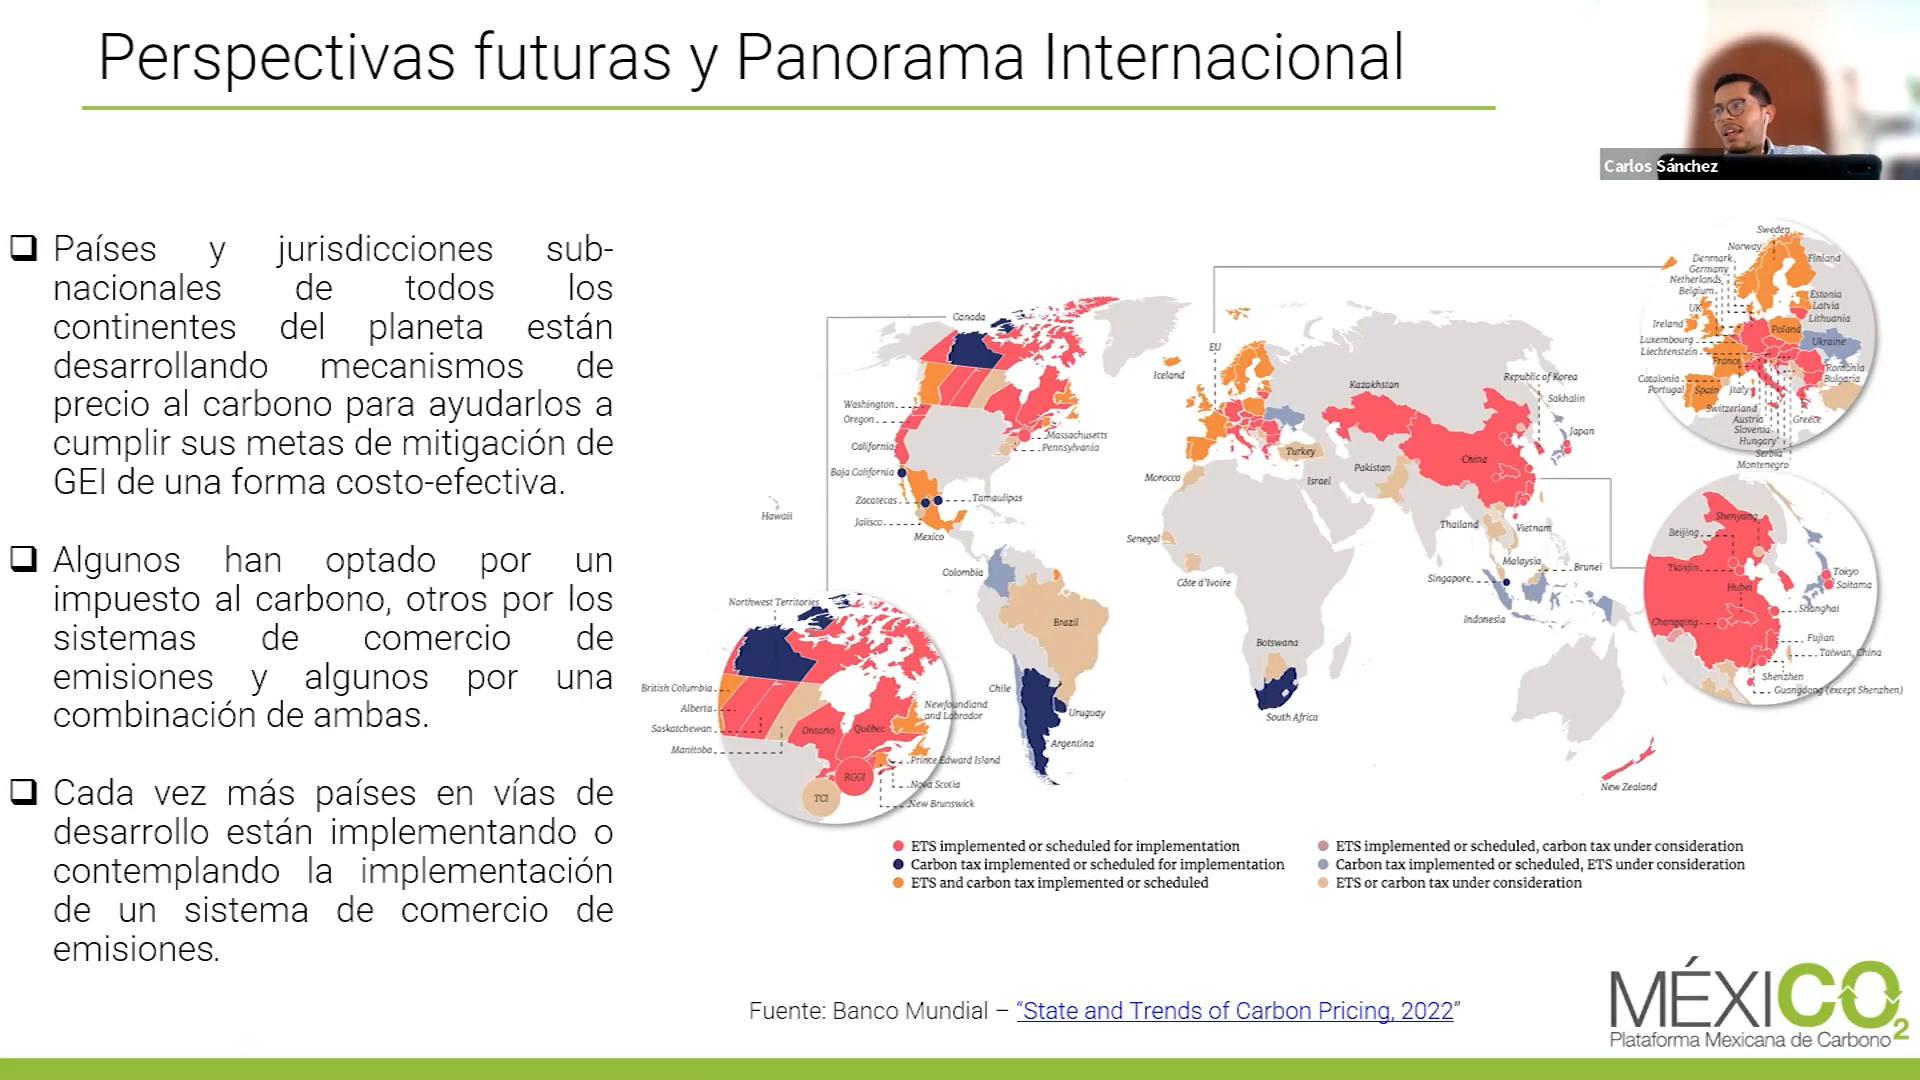 Perspectivas futuras y Panorama Internacional
Carlos Sánchez
Países y jurisdicciones sub-
nacionales de todos los
continentes del planeta están
desarrollando mecanismos de
precio al carbono para ayudarlos a
cumplir sus metas de mitigación de
GEI de una forma costo-efectiva.
Algunos han optado por un
impuesto al carbono, otros por los
sistemas de comercio de
emisiones y algunos por una
combinación de ambas.
Cada vez más países en vías de
desarrollo están implementando o
contemplando la implementación
de un sistema de comercio de
emisiones.
Canada
Washington
Oregon
California
Baja California
Zacatecas
Jalisco
Mexico
Tamaulipas
Massachusetts
Pennsylvania
Hawaii
Colombia
Brazil
Chile
Uruguay
Argentina
Northwest Territories
British Columbia
Alberta
Saskatchewan
Manitoba
Ontario
Québec
Newfoundland
and Labrador
Prince Edward Island
Nova Scotia
New Brunswick
RGGI
TCI
EU
Iceland
Morocco
Senegal
Côte d'Ivoire
Botswana
South Africa
Turkey
Israel
Kazakhstan
Pakistan
China
Republic of Korea
Sakhalin
Japan
Thailand
Vietnam
Malaysia
Brunei
Singapore
Indonesia
New Zealand
Sweden
Norway
Finland
Denmark
Germany
Netherlands
Belgium
UK
Ireland
Luxembourg
Liechtenstein
France
Catalonia
Portugal
Spain
Italy
Switzerland
Austria
Slovenia
Hungary
Serbia
Montenegro
Greece
Bulgaria
Romania
Ukraine
Poland
Lithuania
Latvia
Estonia
Shenyang
Beijing
Tianjin
Hubei
Chongqing
Tokyo
Saitama
Shanghai
Fujian
Taiwan, China
Shenzhen
Guangdong (except Shenzhen)
ETS implemented or scheduled for implementation
Carbon tax implemented or scheduled for implementation
ETS and carbon tax implemented or scheduled
ETS implemented or scheduled, carbon tax under consideration
Carbon tax implemented or scheduled, ETS under consideration
ETS or carbon tax under consideration
Fuente: Banco Mundial – “State and Trends of Carbon Pricing, 2022”
MÉXICO2
Plataforma Mexicana de Carbono